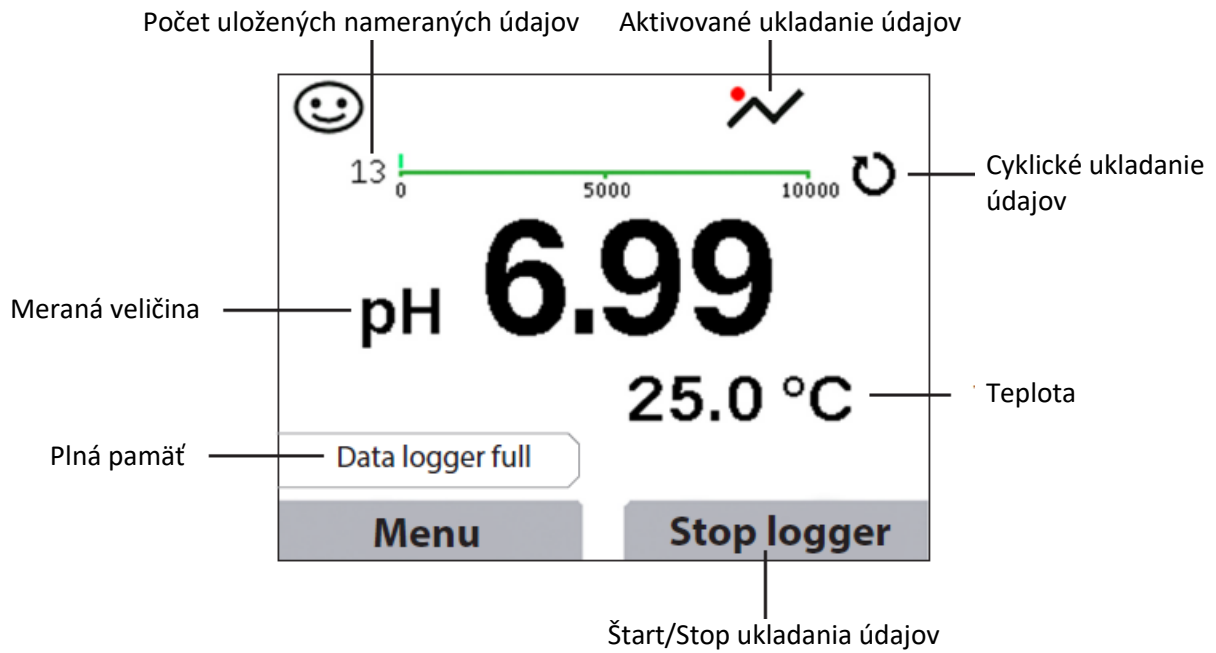 Počet uložených nameraných údajov
Aktivované ukladanie údajov
13
0
5000
10000
Cyklické ukladanie
údajov
Meraná veličina
pH 6.99
25.0 °C
Teplota
Plná pamäť
Data logger full
Menu
Stop logger
Štart/Stop ukladania údajov